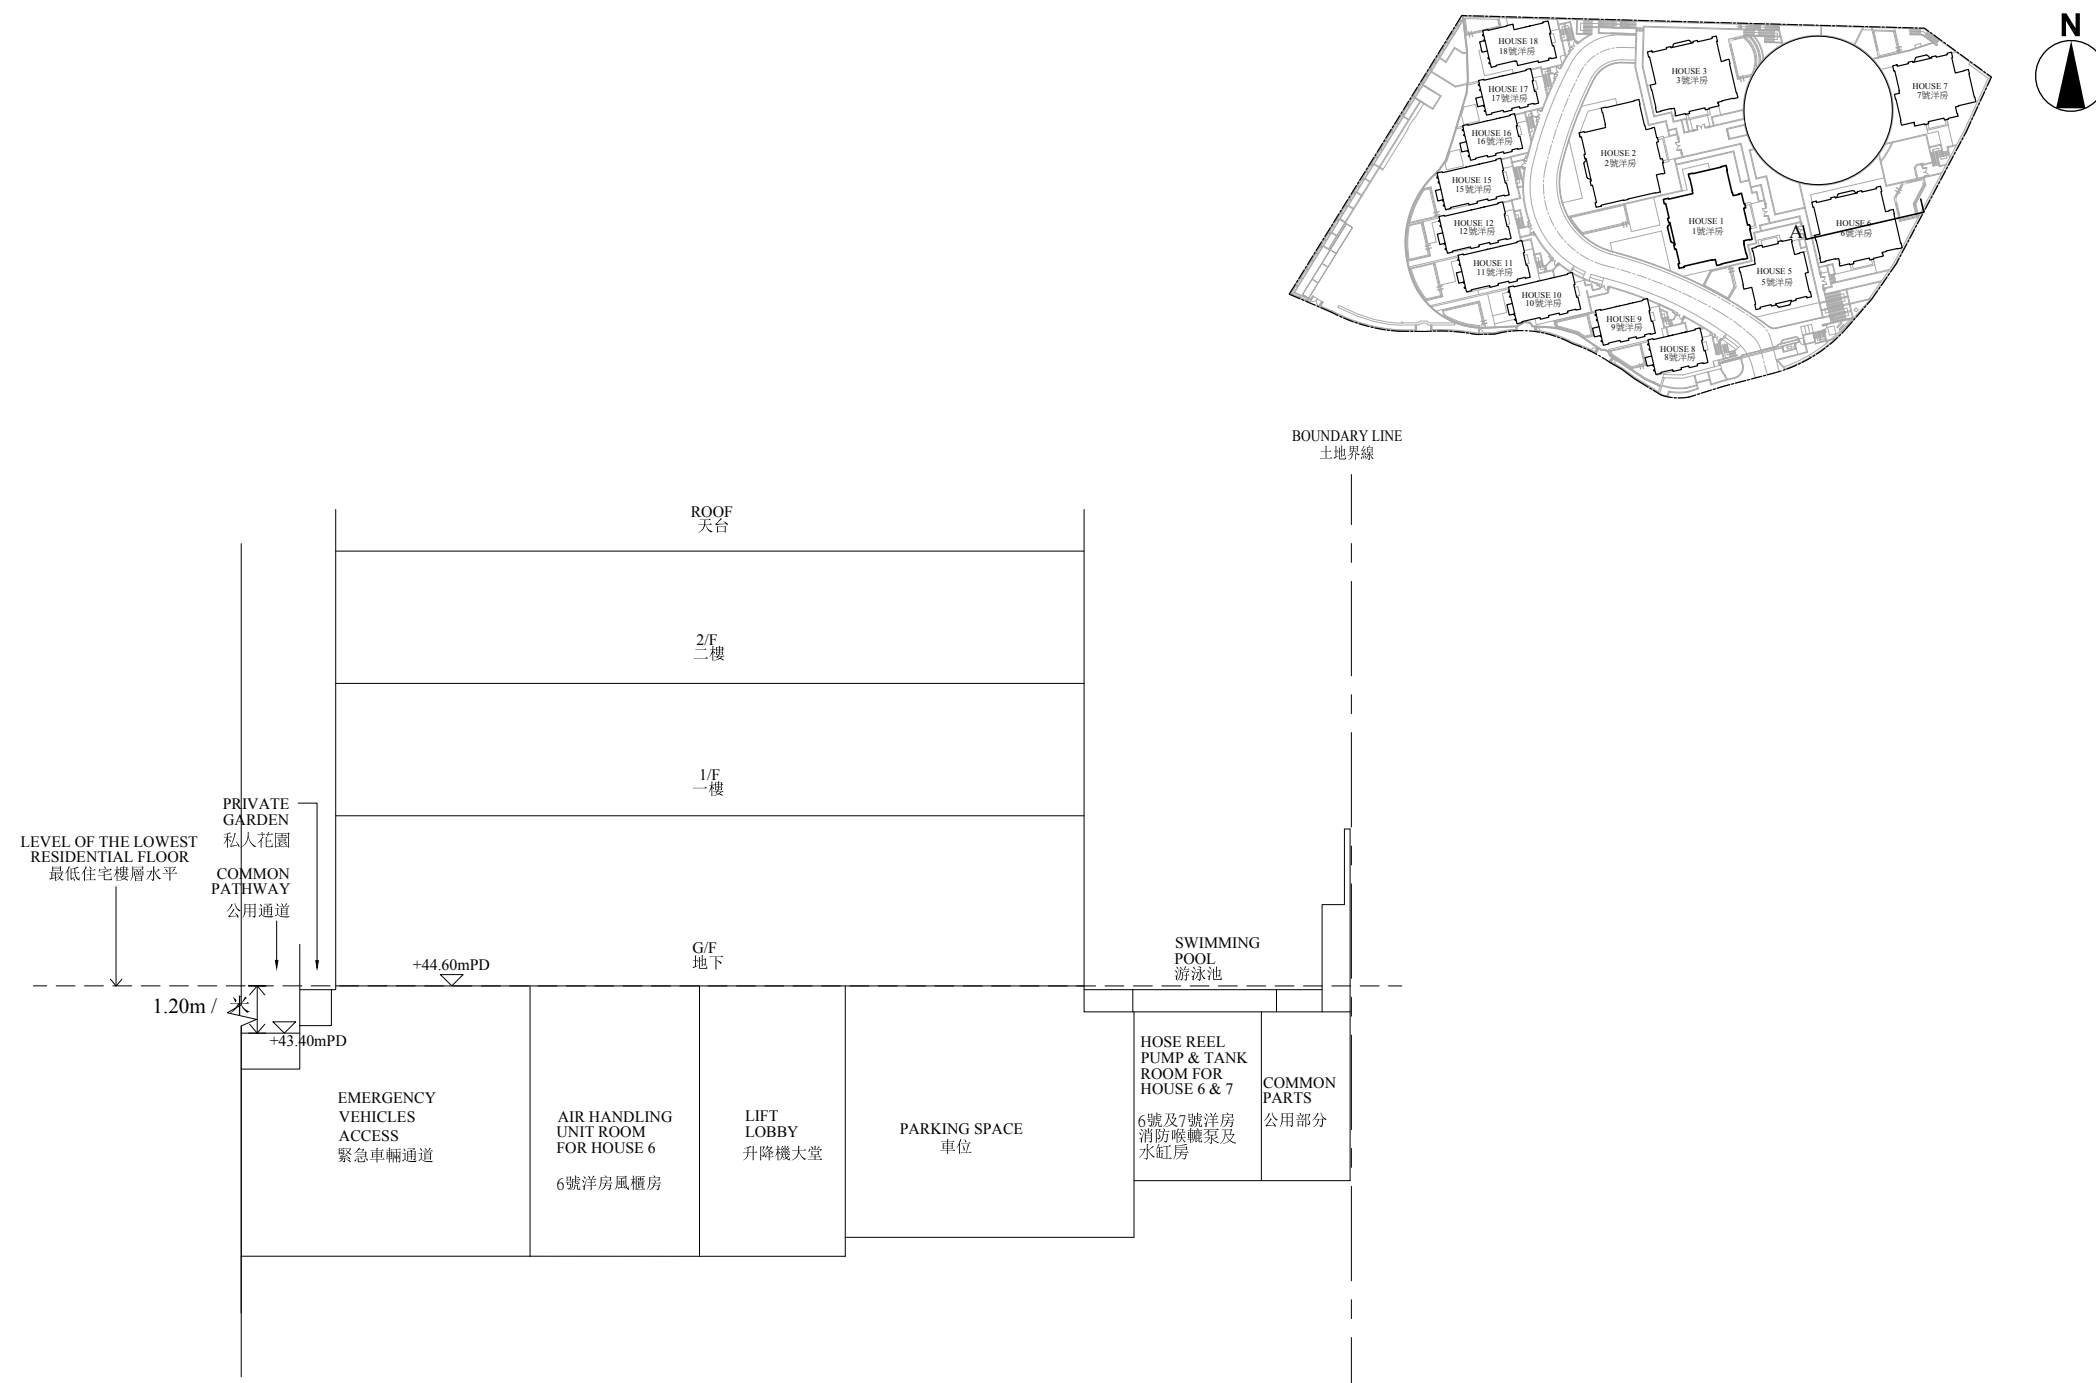 N
HOUSE 18
18號洋房
HOUSE 17
17號洋房
HOUSE 16
16號洋房
HOUSE 15
15號洋房
HOUSE 12
12號洋房
HOUSE 11
11號洋房
HOUSE 10
10號洋房
HOUSE 9
9號洋房
HOUSE 8
8號洋房
HOUSE 3
3號洋房
HOUSE 2
2號洋房
HOUSE 1
1號洋房
HOUSE 7
7號洋房
HOUSE 6
6號洋房
A
HOUSE 5
5號洋房
BOUNDARY LINE
土地界線
ROOF
天台
2/F
二樓
1/F
一樓
PRIVATE
GARDEN
私人花園
LEVEL OF THE LOWEST
RESIDENTIAL FLOOR
最低住宅樓層水平
COMMON
PATHWAY
公用通道
G/F
地下
+44.60mPD
SWIMMING
POOL
游泳池
1.20m / 米
+43.40mPD
EMERGENCY
VEHICLES
ACCESS
緊急車輛通道
AIR HANDLING
UNIT ROOM
FOR HOUSE 6
6號洋房風櫃房
LIFT
LOBBY
升降機大堂
PARKING SPACE
車位
HOSE REEL
PUMP & TANK
ROOM FOR
HOUSE 6 & 7
6號及7號洋房
消防喉轆泵及
水缸房
COMMON
PARTS
公用部分